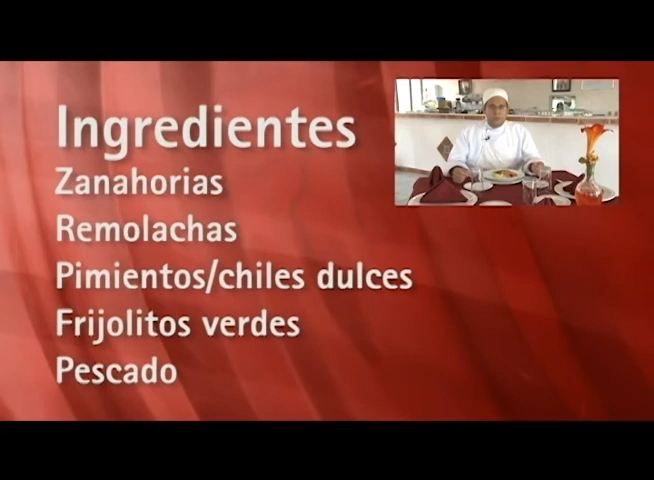 Ingredientes
Zanahorias
Remolachas
Pimientos/chiles dulces
Frijolitos verdes
Pescado